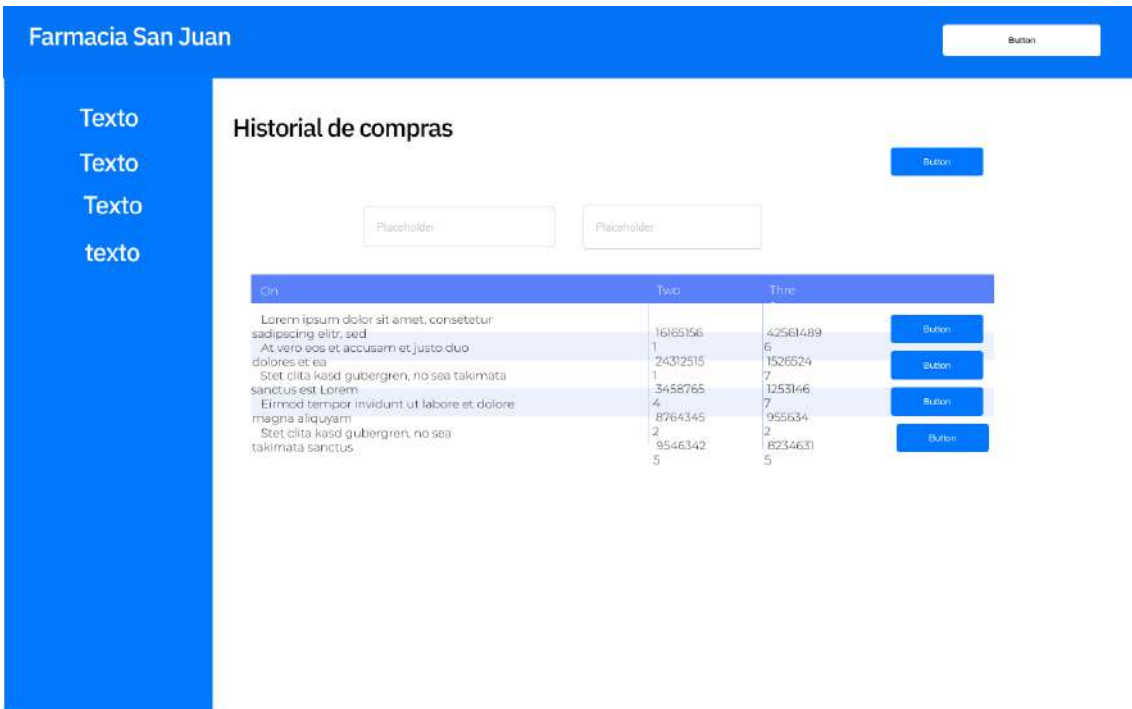 Farmacia San Juan
Button
Texto
Texto
Texto
texto
Historial de compras
Button
Placeholder
Placeholder
On
Two
Thre
Lorem ipsum dolor sit amet, consetetur
sadipscing elitr, sed
At vero eos et accusam et justo duo
dolores et ea
Stet clita kasd gubergren, no sea takimata
sanctus est Lorem
Eirmod tempor invidunt ut labore et dolore
magna aliquyam
Stet clita kasd gubergren, no sea
takimata sanctus
16165156
1
24312515
1
3458765
4
8764345
2
9546342
5
42561489
6
1526524
7
1253146
7
955634
2
8234631
5
Button
Button
Button
Button